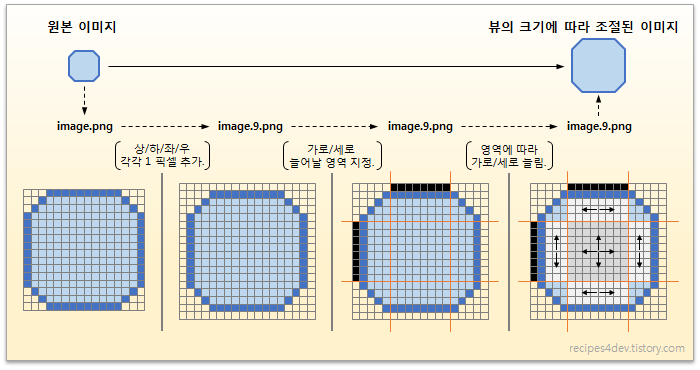 원본 이미지
뷰의 크기에 따라 조절된 이미지
image.png
image.9.png
image.9.png
image.9.png
상/하/좌/우
각각 1 픽셀 추가.
가로/세로
늘어날 영역 지정.
영역에 따라
가로/세로 늘림.
recipes4dev.tistory.com